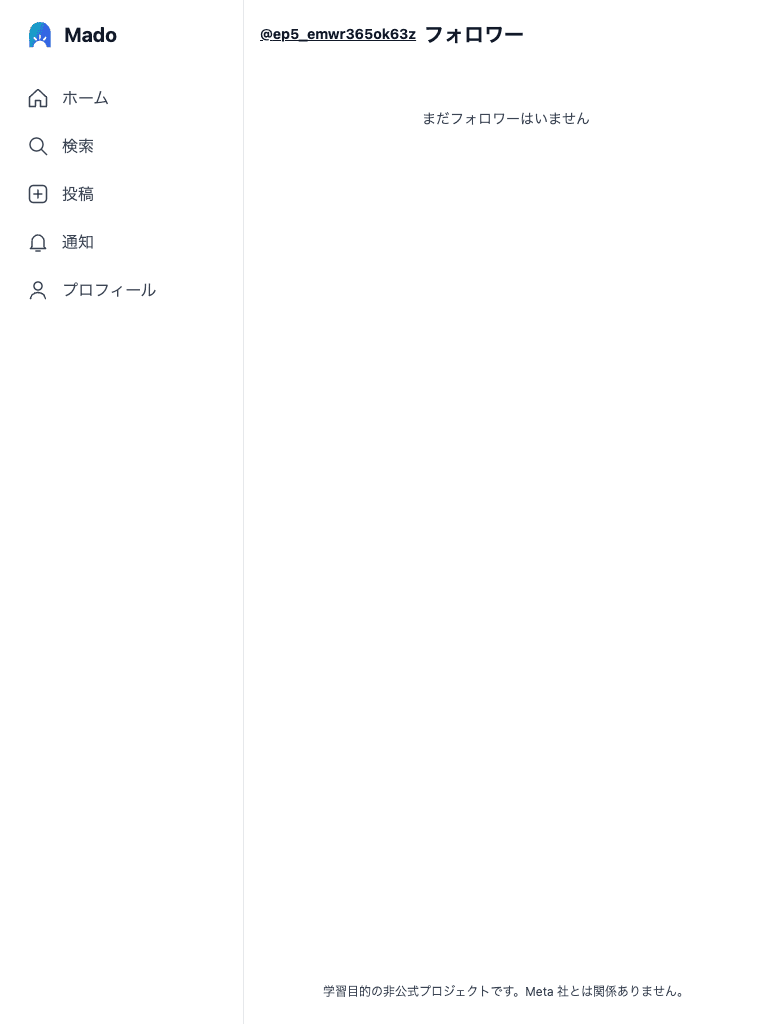 Mado
ホーム
検索
投稿
通知
プロフィール
@ep5_emwr365ok63z フォロワー
まだフォロワーはいません
学習目的の非公式プロジェクトです。Meta 社とは関係ありません。